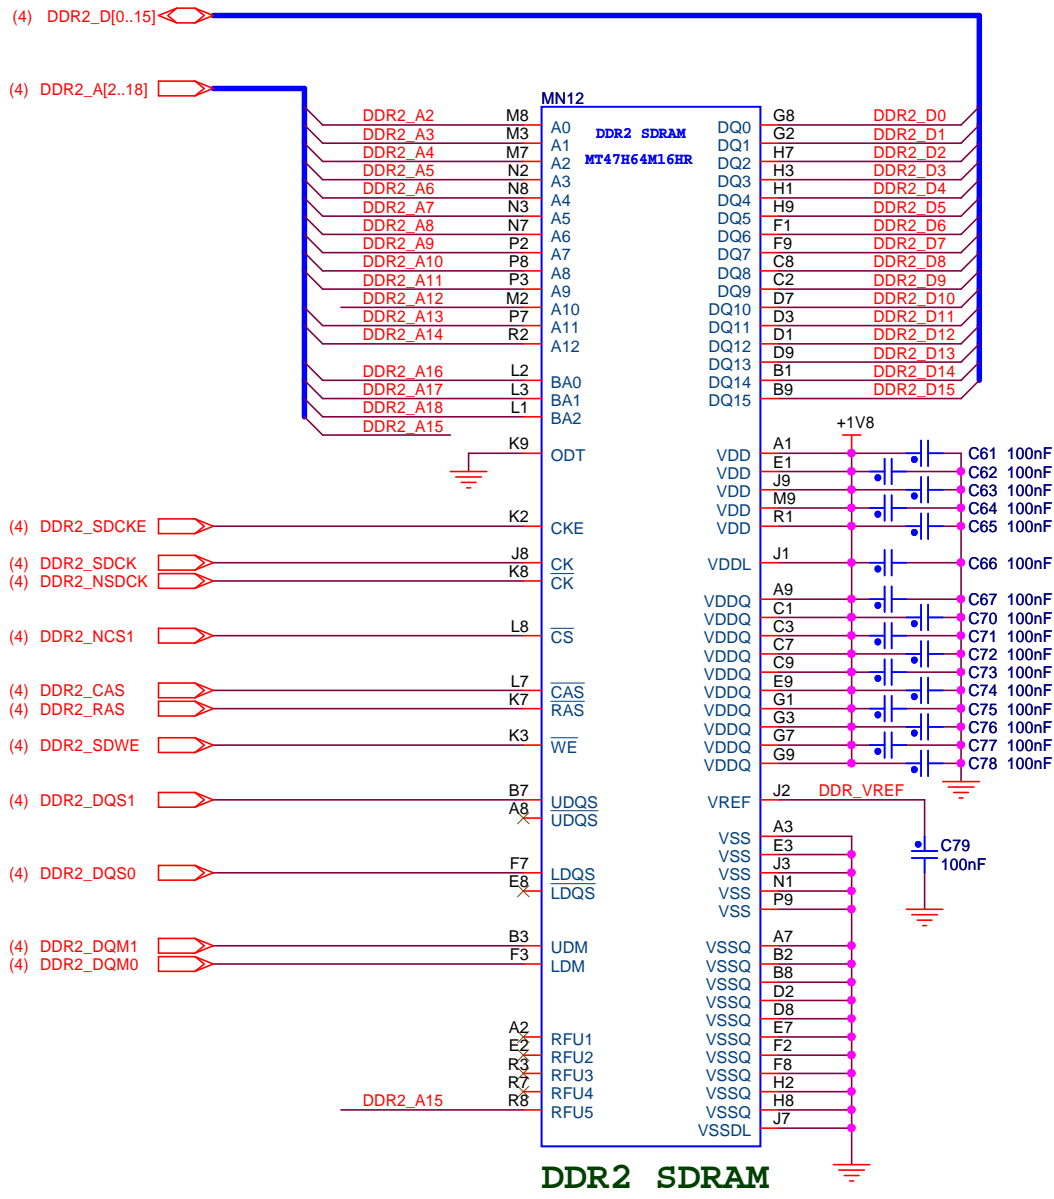 (4) DDR2_D[0..15]
(4) DDR2_A[2..18]
MN12
DDR2 SDRAM
MT47H64M16HR
DDR2_A2 M8 A0 DQ0 G8 DDR2_D0
DDR2_A3 M3 A1 DQ1 G2 DDR2_D1
DDR2_A4 M7 A2 DQ2 H7 DDR2_D2
DDR2_A5 N2 A3 DQ3 H3 DDR2_D3
DDR2_A6 N8 A4 DQ4 H1 DDR2_D4
DDR2_A7 N3 A5 DQ5 H9 DDR2_D5
DDR2_A8 N7 A6 DQ6 F1 DDR2_D6
DDR2_A9 P2 A7 DQ7 F9 DDR2_D7
DDR2_A10 P8 A8 DQ8 C8 DDR2_D8
DDR2_A11 P3 A9 DQ9 C2 DDR2_D9
DDR2_A12 M2 A10 DQ10 D7 DDR2_D10
DDR2_A13 P7 A11 DQ11 D3 DDR2_D11
DDR2_A14 R2 A12 DQ12 D1 DDR2_D12
DQ13 D9 DDR2_D13
DDR2_A16 L2 BA0 DQ14 B1 DDR2_D14
DDR2_A17 L3 BA1 DQ15 B9 DDR2_D15
DDR2_A18 L1 BA2
DDR2_A15
+1V8
K9 ODT VDD A1 C61 100nF
VDD E1 C62 100nF
VDD J9 C63 100nF
VDD M9 C64 100nF
(4) DDR2_SDCKE K2 CKE VDD R1 C65 100nF
(4) DDR2_SDCK J8 CK VDDL J1 C66 100nF
(4) DDR2_NSDCK K8 CK
VDDQ A9 C67 100nF
VDDQ C1 C70 100nF
(4) DDR2_NCS1 L8 CS VDDQ C3 C71 100nF
VDDQ C7 C72 100nF
VDDQ C9 C73 100nF
(4) DDR2_CAS L7 CAS VDDQ E9 C74 100nF
(4) DDR2_RAS K7 RAS VDDQ G1 C75 100nF
VDDQ G3 C76 100nF
(4) DDR2_SDWE K3 WE VDDQ G7 C77 100nF
VDDQ G9 C78 100nF
(4) DDR2_DQS1 B7 UDQS VREF J2 DDR_VREF
A8 UDQS
VSS A3
VSS E3 C79
(4) DDR2_DQS0 F7 LDQS VSS J3 100nF
E8 LDQS VSS N1
VSS P9
(4) DDR2_DQM1 B3 UDM VSSQ A7
(4) DDR2_DQM0 F3 LDM VSSQ B2
VSSQ B8
VSSQ D2
VSSQ D8
A2 RFU1 VSSQ E7
E2 RFU2 VSSQ F2
R3 RFU3 VSSQ F8
R7 RFU4 VSSQ H2
DDR2_A15 R8 RFU5 VSSQ H8
VSSDL J7
DDR2 SDRAM